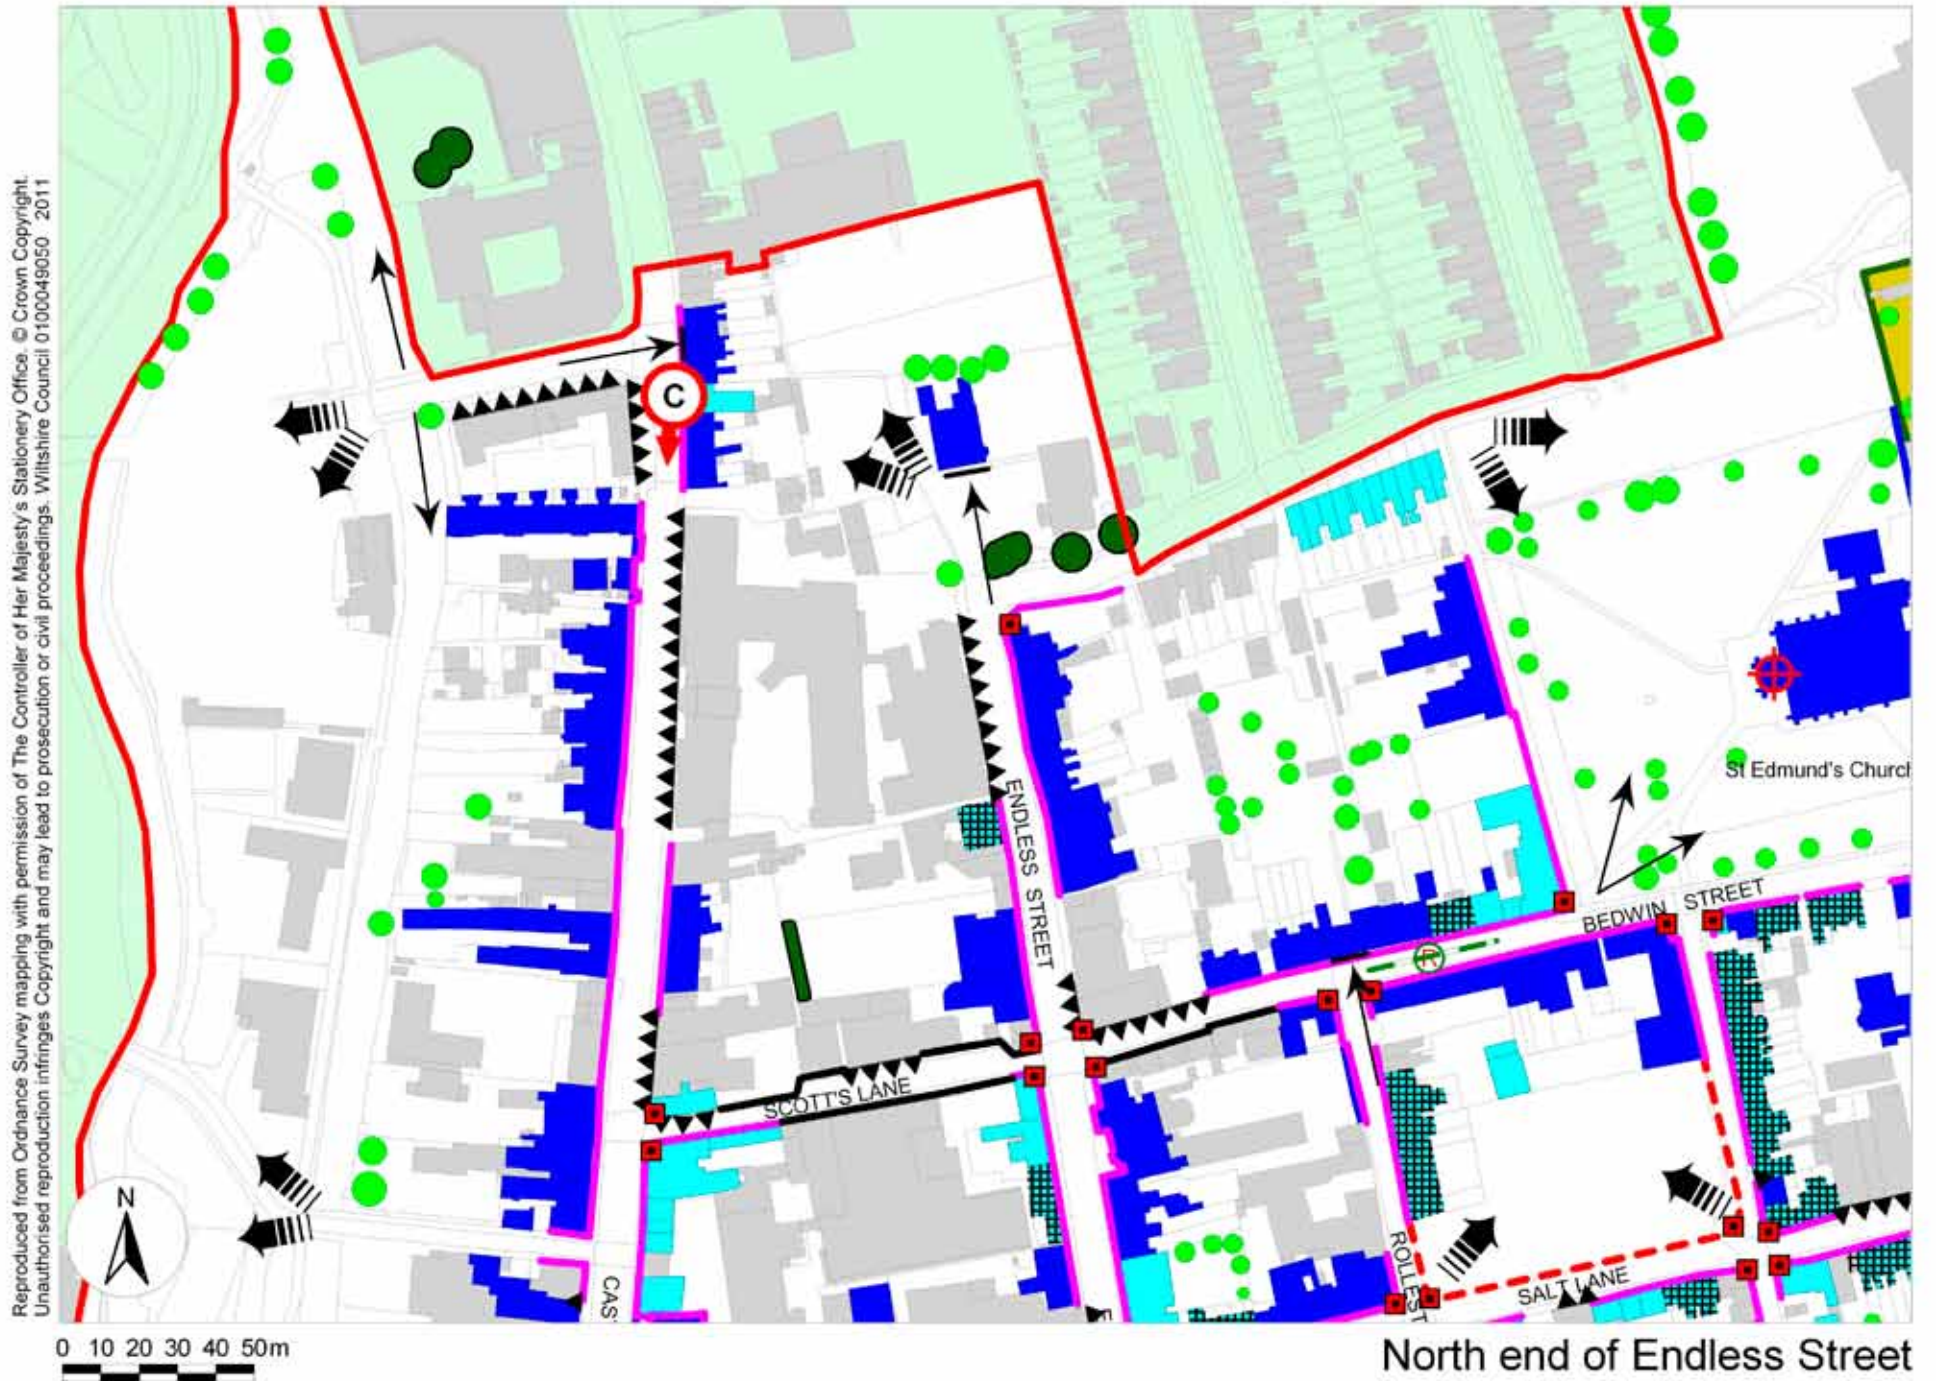 Reproduced from Ordnance Survey mapping with permission of The Controller of Her Majesty's Stationery Office. © Crown Copyright.
Unauthorised reproduction infringes Copyright and may lead to prosecution or civil proceedings. Wiltshire Council 0100049050 2011
C
ENDLESS STREET
St Edmund's Church
BEDWIN STREET
R
SCOTT'S LANE
N
CAS
ROLLEST
SALT LANE
E
0 10 20 30 40 50m
North end of Endless Street